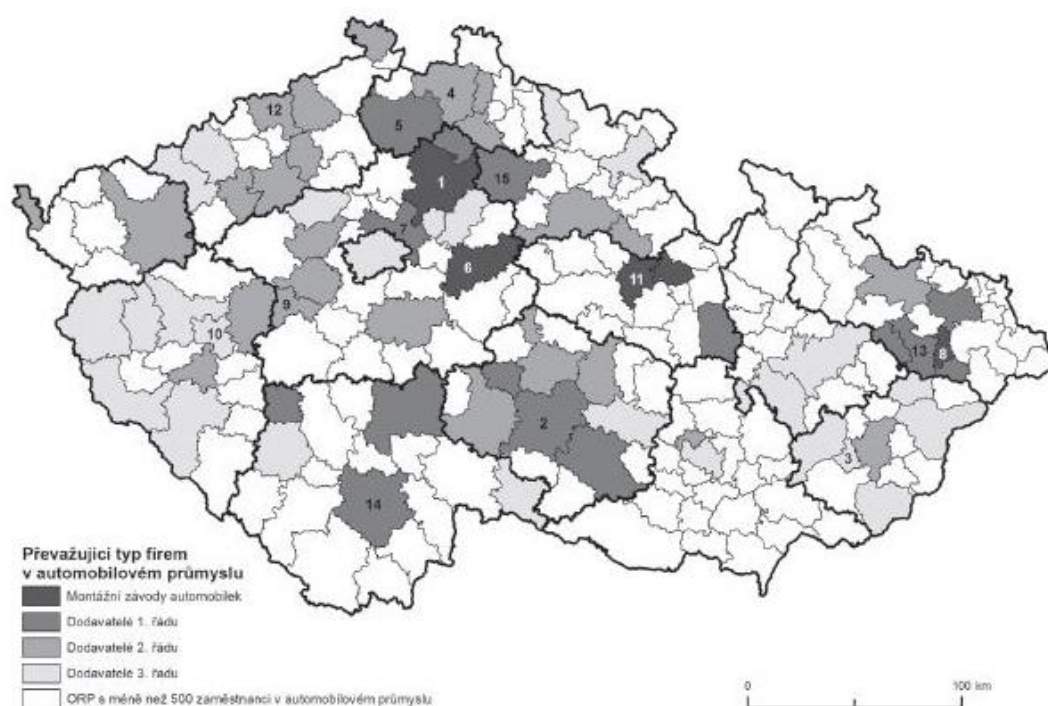 12
4
5
1
15
7
6
11
9
10
8
13
2
3
14
Převažující typ firem
v automobilovém průmyslu
Montážní závody automobilek
Dodavatelé 1. řádu
Dodavatelé 2. řádu
Dodavatelé 3. řádu
ORP s méně než 500 zaměstnanci v automobilovém průmyslu
0 100 km